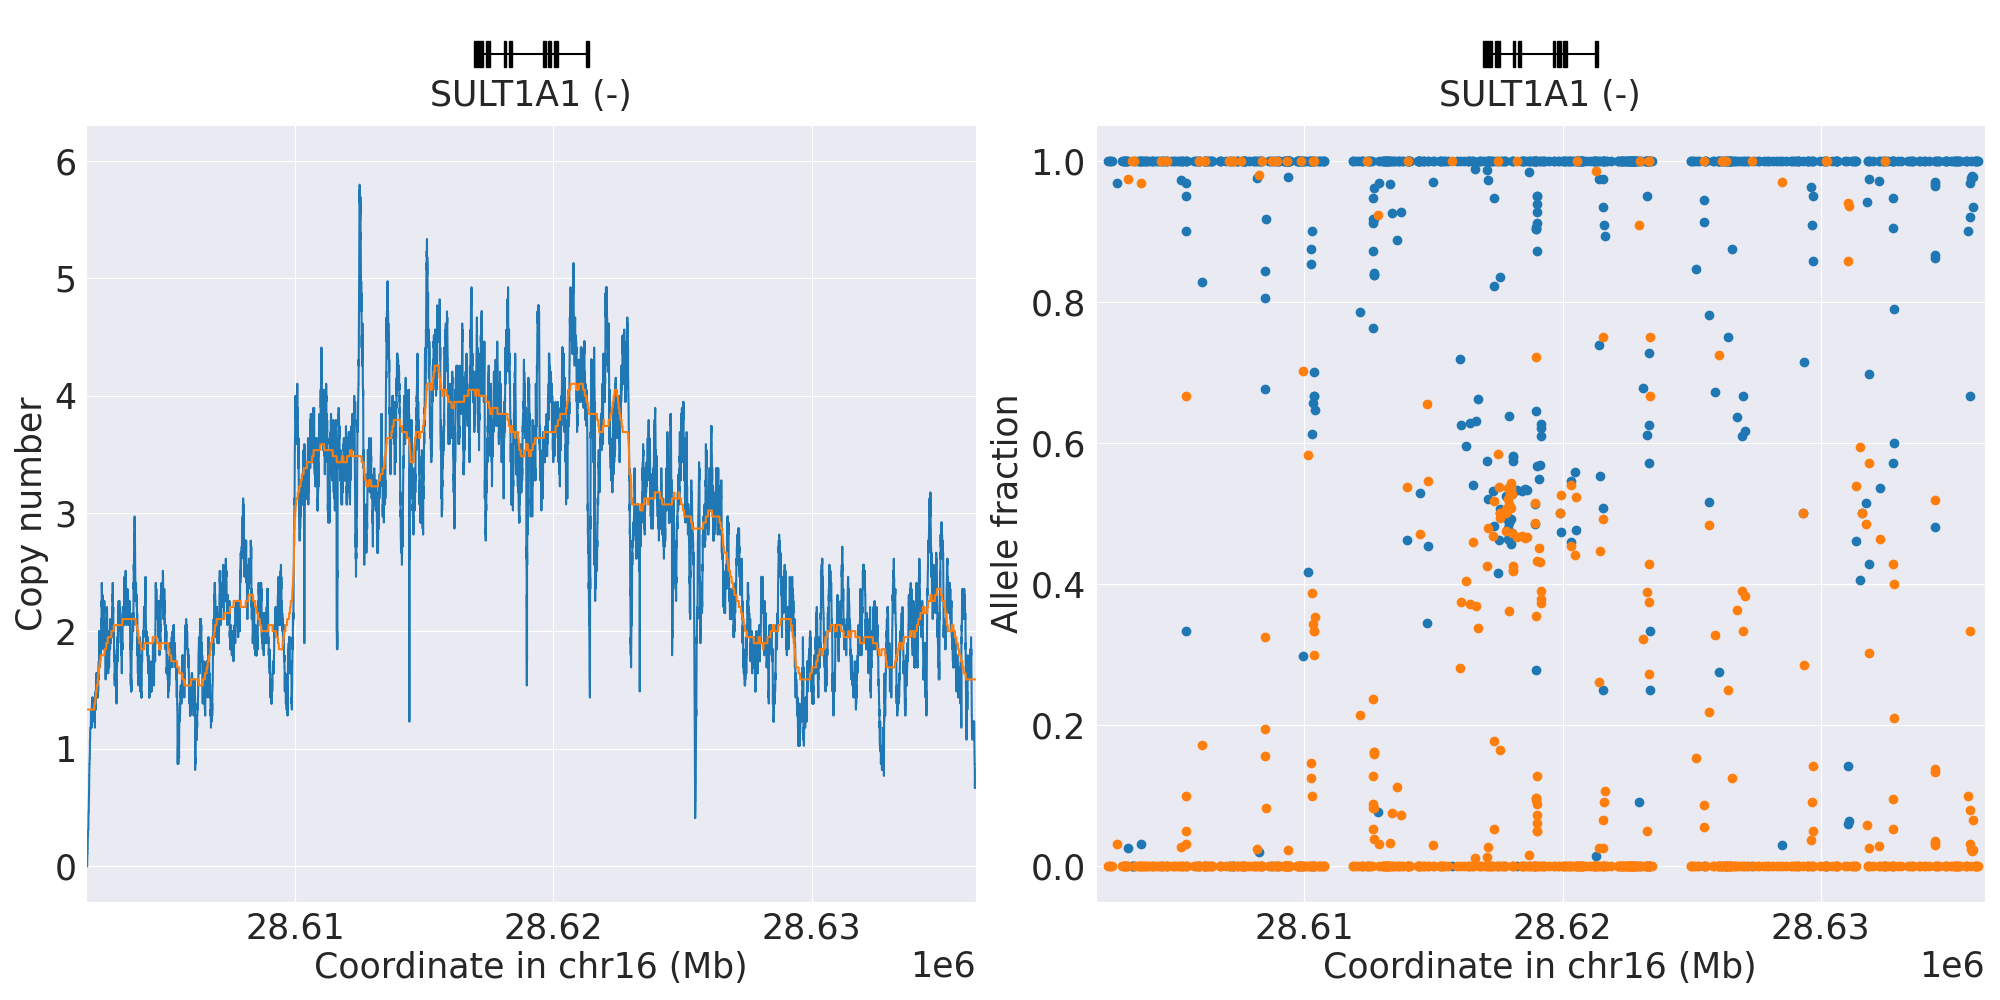 SULT1A1 (-)
6
5
4
3
2
1
0
Copy number
28.61
28.62
28.63
Coordinate in chr16 (Mb)
1e6
SULT1A1 (-)
1.0
0.8
0.6
0.4
0.2
0.0
Allele fraction
28.61
28.62
28.63
Coordinate in chr16 (Mb)
1e6